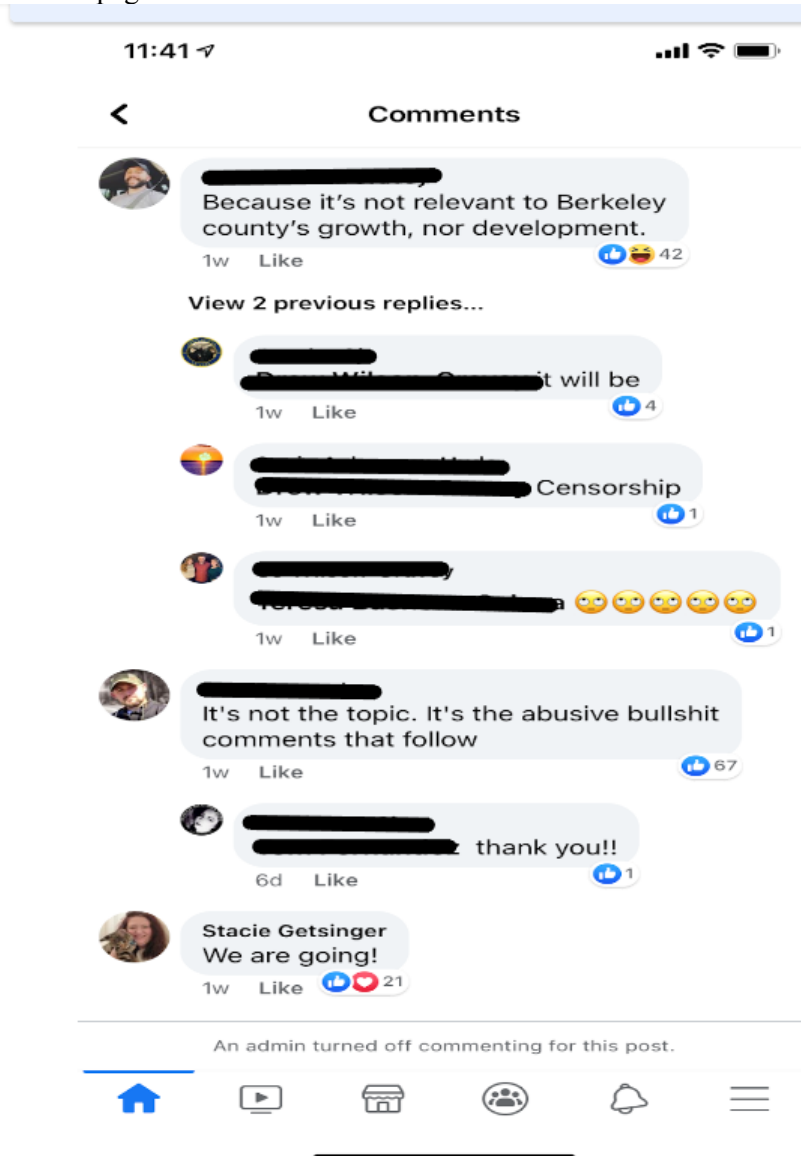 11:41
Comments
Because it's not relevant to Berkeley
county's growth, nor development.
1w Like
42
View 2 previous replies...
it will be
1w Like
4
Censorship
1w Like
1
1w Like
1
It's not the topic. It's the abusive bullshit
comments that follow
1w Like
67
thank you!!
6d Like
1
Stacie Getsinger
We are going!
1w Like
21
An admin turned off commenting for this post.